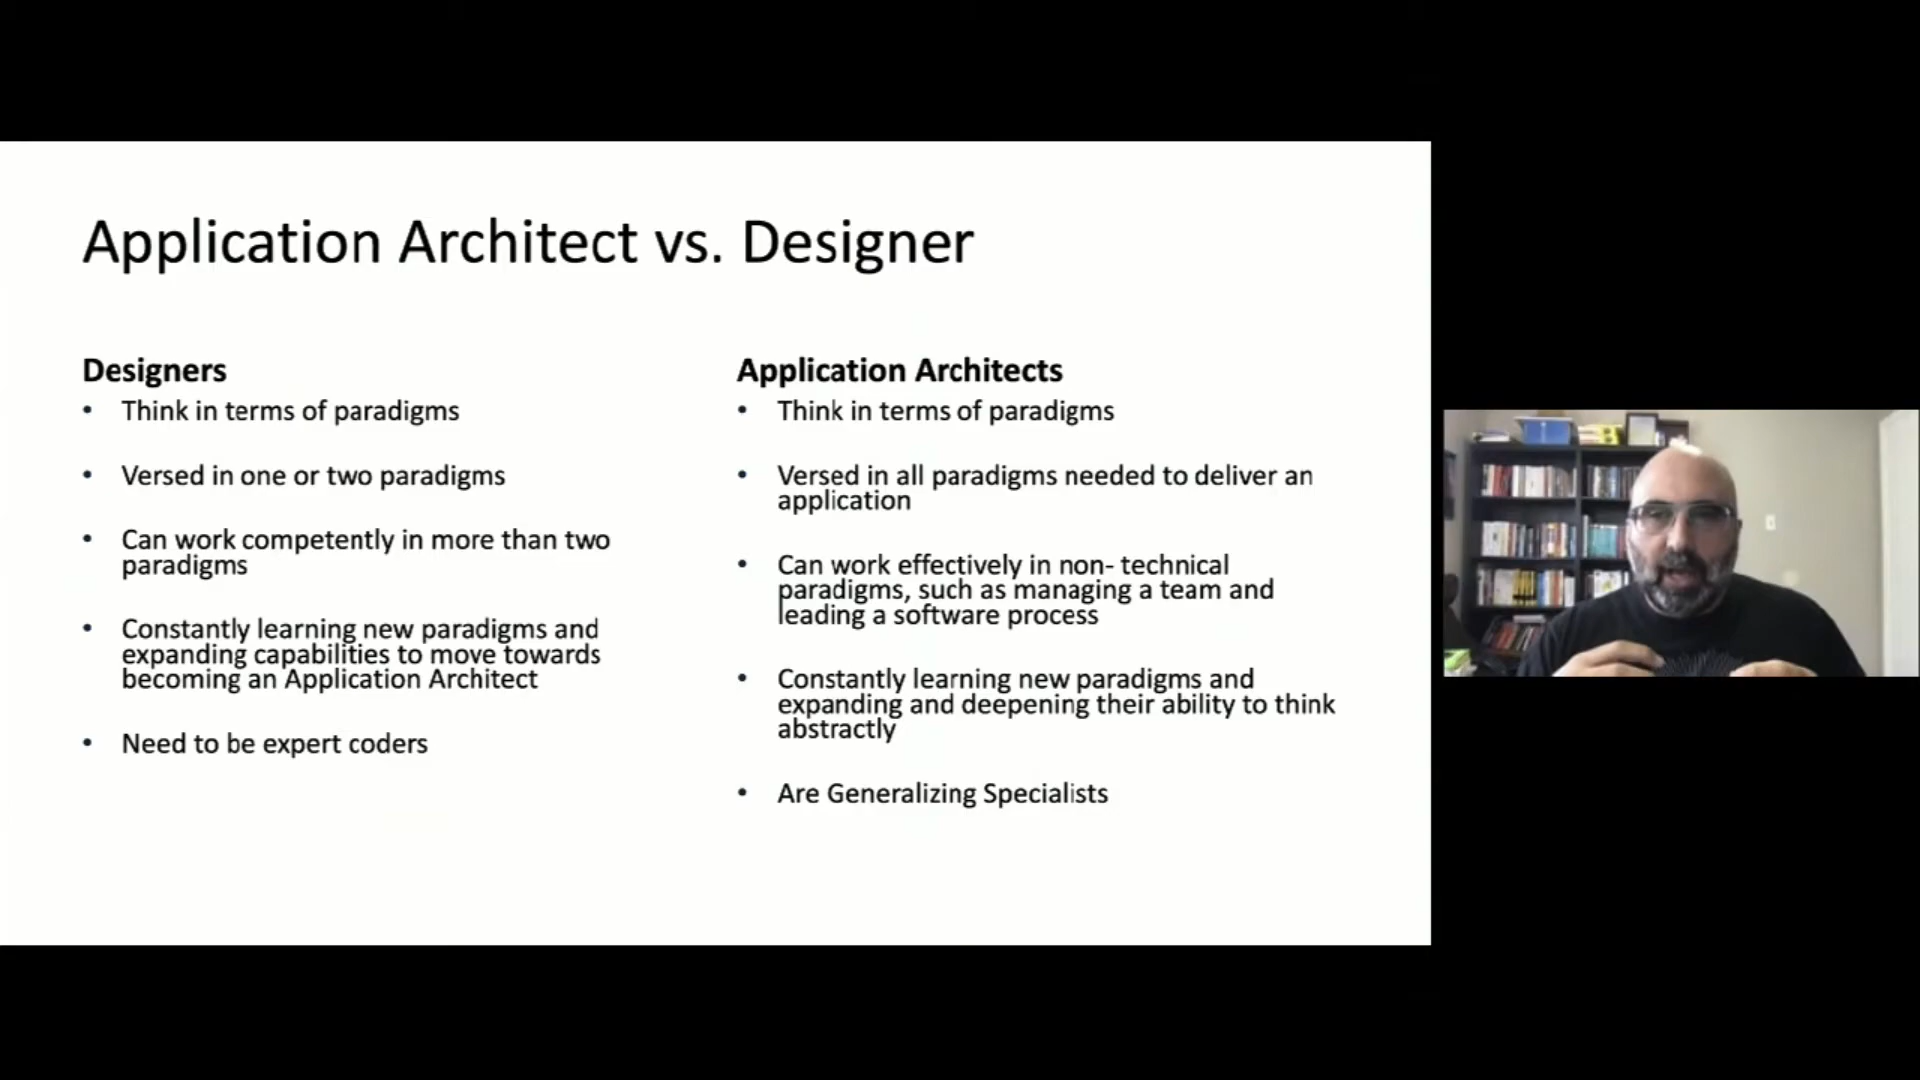 Application Architect vs. Designer
Designers
• Think in terms of paradigms
• Versed in one or two paradigms
• Can work competently in more than two
paradigms
• Constantly learning new paradigms and
expanding capabilities to move towards
becoming an Application Architect
• Need to be expert coders
Application Architects
• Think in terms of paradigms
• Versed in all paradigms needed to deliver an
application
• Can work effectively in non- technical
paradigms, such as managing a team and
leading a software process
• Constantly learning new paradigms and
expanding and deepening their ability to think
abstractly
• Are Generalizing Specialists